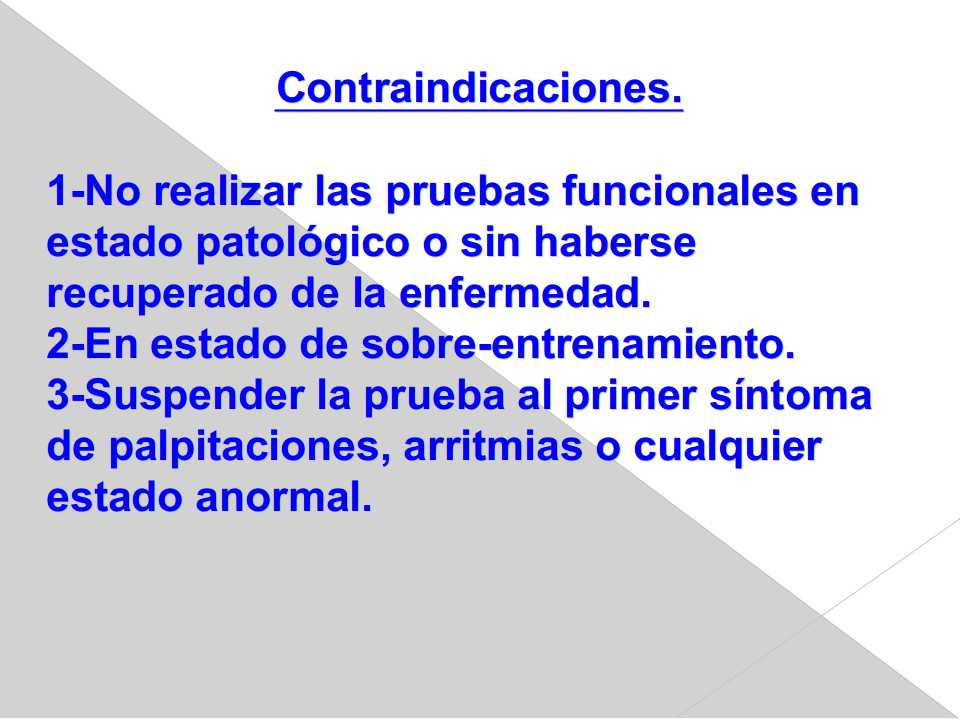 Contraindicaciones.
1-No realizar las pruebas funcionales en
estado patológico o sin haberse
recuperado de la enfermedad.
2-En estado de sobre-entrenamiento.
3-Suspender la prueba al primer síntoma
de palpitaciones, arritmias o cualquier
estado anormal.